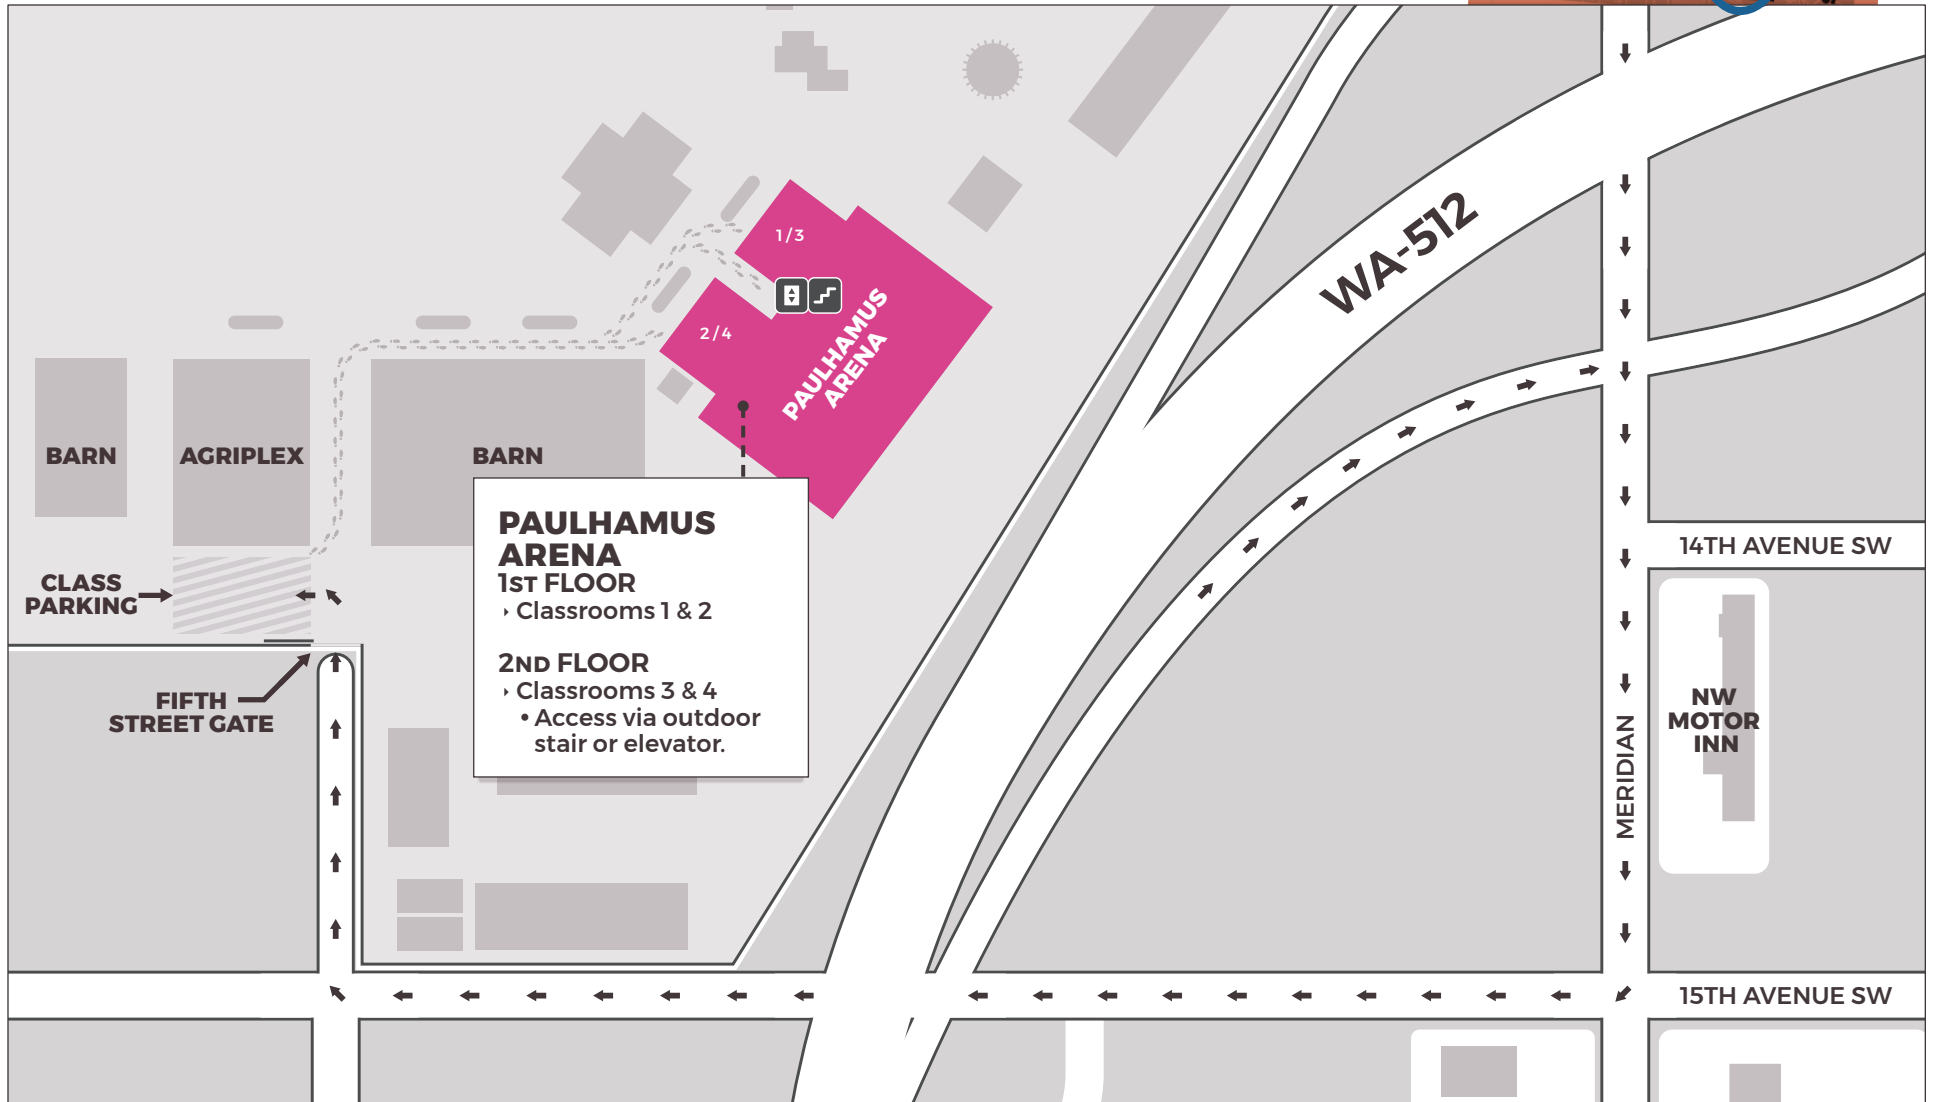 WA-512
1/3
2/4
PAULHAMUS
ARENA
BARN
AGRIPLEX
BARN
PAULHAMUS
ARENA
1ST FLOOR
‣ Classrooms 1 & 2
2ND FLOOR
‣ Classrooms 3 & 4
• Access via outdoor
stair or elevator.
CLASS
PARKING
FIFTH
STREET GATE
14TH AVENUE SW
NW
MOTOR
INN
MERIDIAN
15TH AVENUE SW